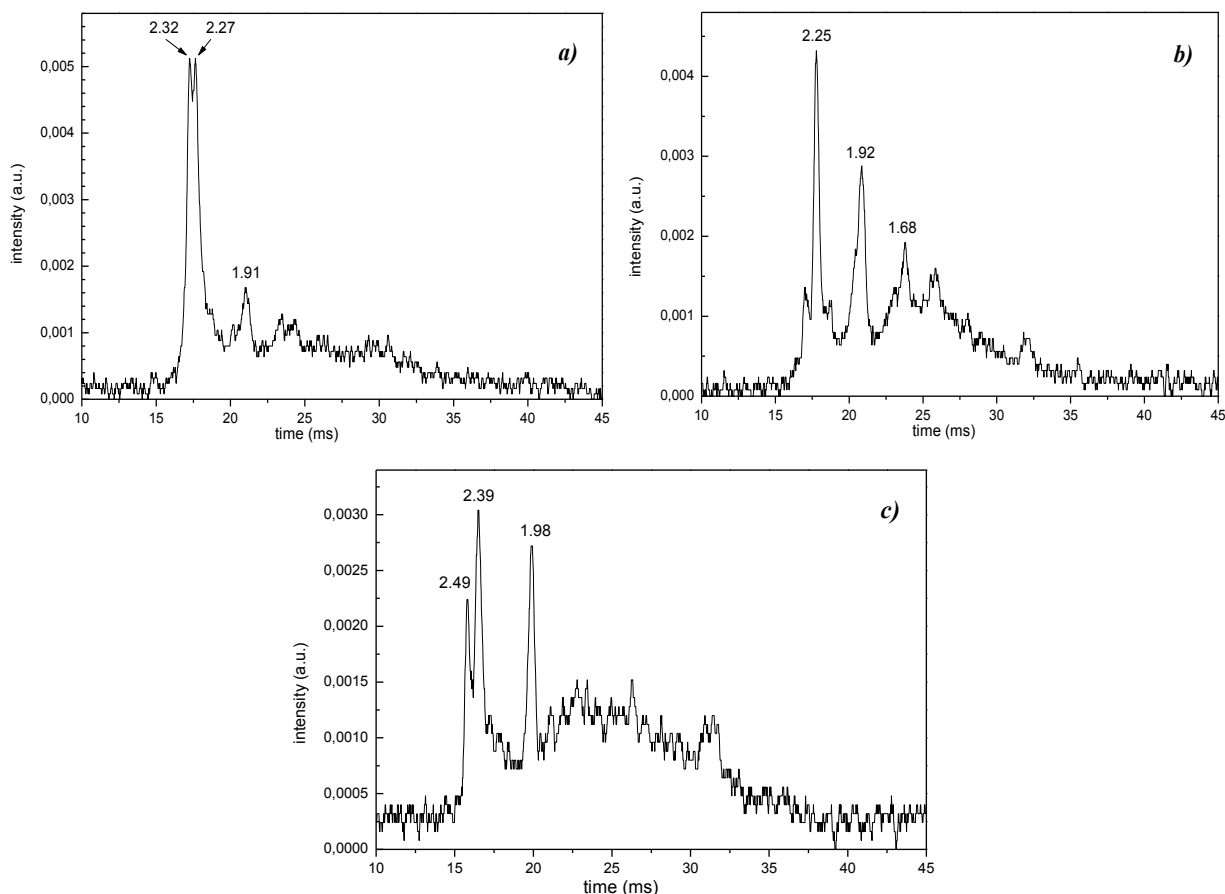 2.32 2.27
a)
0,005
0,004
0,003
1.91
0,002
0,001
0,000
10 15 20 25 30 35 40 45
time (ms)
intensity (a.u.)
2.25
b)
0,004
1.92
0,003
1.68
0,002
0,001
0,000
10 15 20 25 30 35 40 45
time (ms)
intensity (a.u.)
2.39
c)
0,0030
1.98
2.49
0,0025
0,0020
0,0015
0,0010
0,0005
0,0000
10 15 20 25 30 35 40 45
time (ms)
intensity (a.u.)